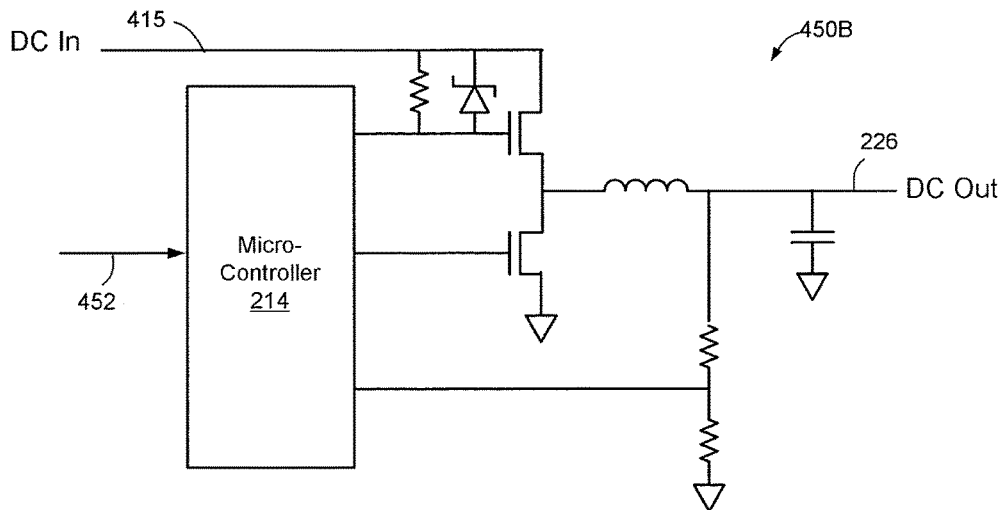 415
DC In
450B
226
DC Out
Micro-
Controller
214
452